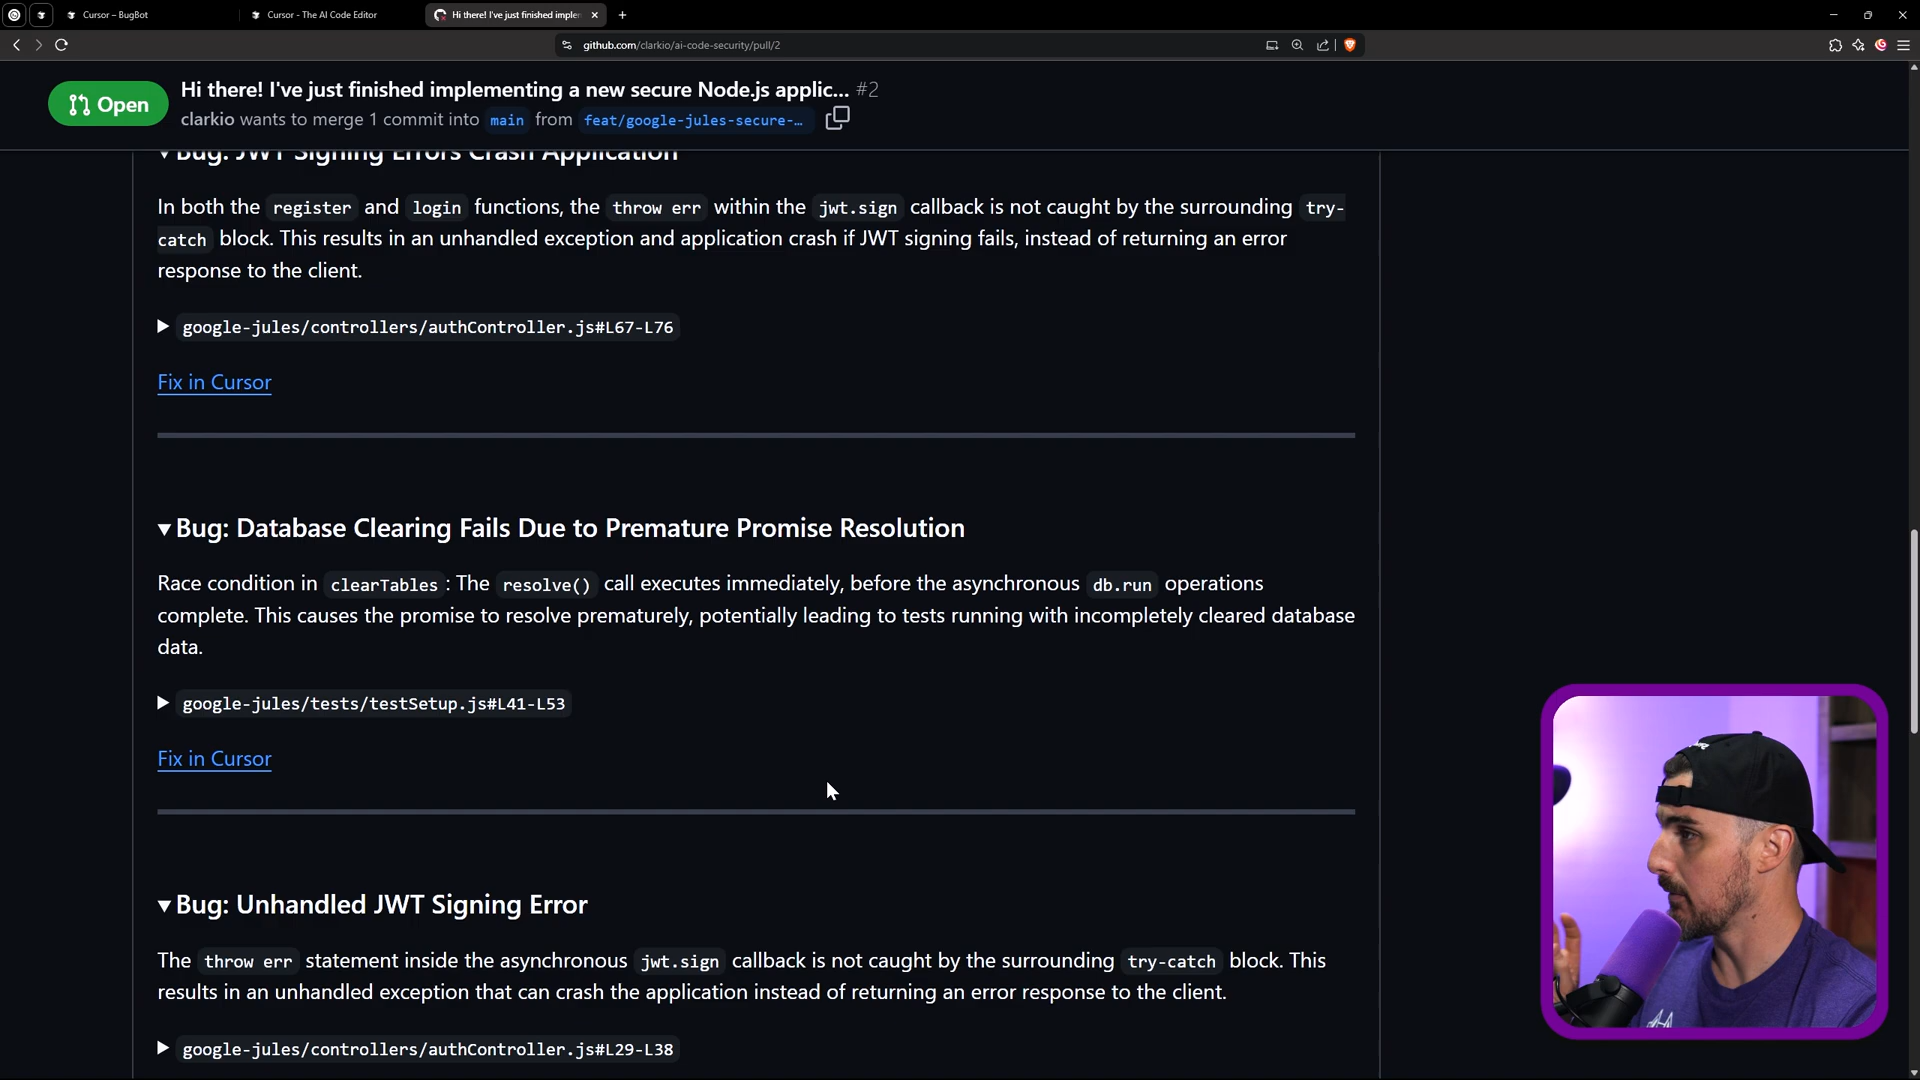 Cursor – BugBot
Cursor - The AI Code Editor
Hi there! I've just finished implem
github.com/clarkio/ai-code-security/pull/2
Open
Hi there! I've just finished implementing a new secure Node.js applic... #2
clarkio wants to merge 1 commit into main from feat/google-jules-secure-…
Bug: JWT Signing Errors Crash Application
In both the register and login functions, the throw err within the jwt.sign callback is not caught by the surrounding try-
catch block. This results in an unhandled exception and application crash if JWT signing fails, instead of returning an error
response to the client.
google-jules/controllers/authController.js#L67-L76
Fix in Cursor
Bug: Database Clearing Fails Due to Premature Promise Resolution
Race condition in clearTables: The resolve() call executes immediately, before the asynchronous db.run operations
complete. This causes the promise to resolve prematurely, potentially leading to tests running with incompletely cleared database
data.
google-jules/tests/testSetup.js#L41-L53
Fix in Cursor
Bug: Unhandled JWT Signing Error
The throw err statement inside the asynchronous jwt.sign callback is not caught by the surrounding try-catch block. This
results in an unhandled exception that can crash the application instead of returning an error response to the client.
google-jules/controllers/authController.js#L29-L38